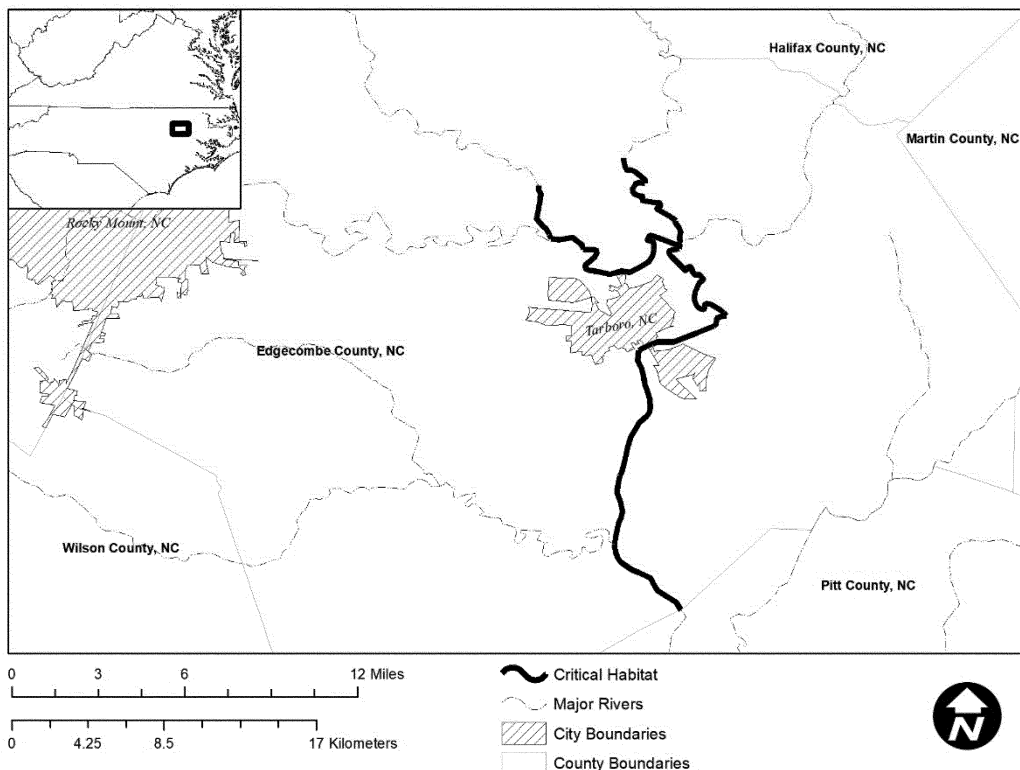 Halifax County, NC
Martin County, NC
Rocky Mount, NC
Tarboro, NC
Edgecombe County, NC
Wilson County, NC
Pitt County, NC
0 3 6 12 Miles
0 4.25 8.5 17 Kilometers
Critical Habitat
Major Rivers
City Boundaries
County Boundaries
N